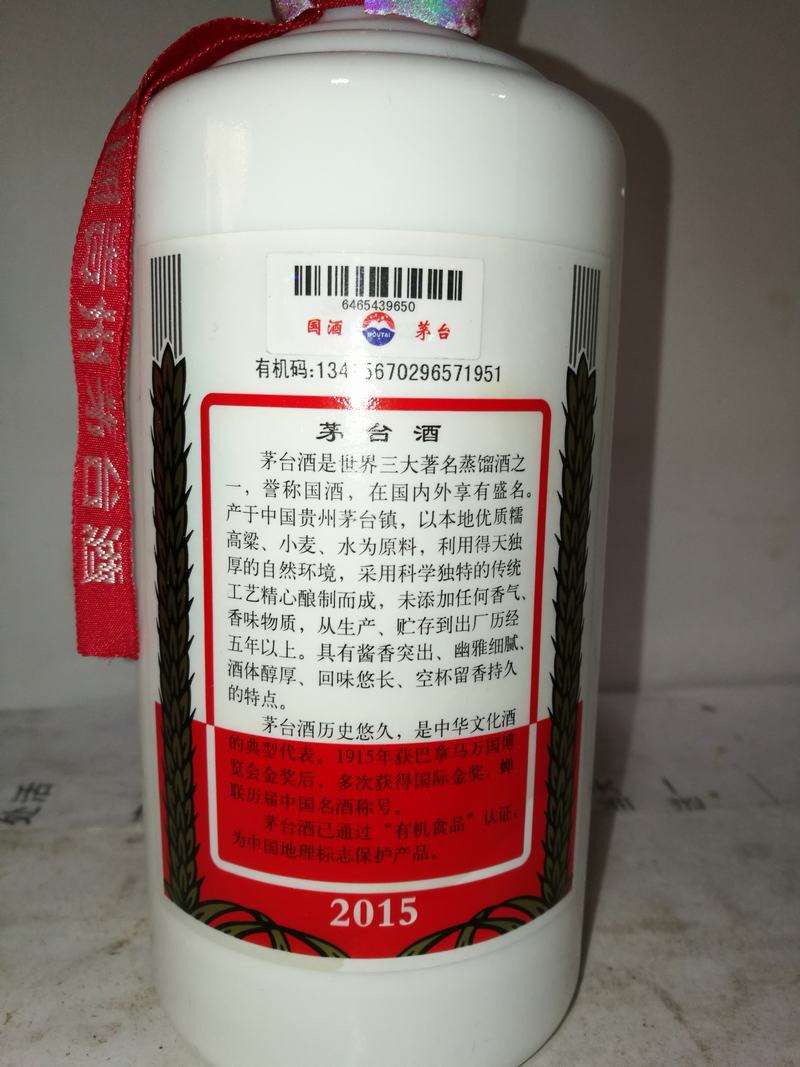 6465439650
国酒 MOUTAI 茅台
有机码:134 5670296571951
茅台酒
茅台酒是世界三大著名蒸馏酒之
一，誉称国酒，在国内外享有盛名。
产于中国贵州茅台镇，以本地优质糯
高粱、小麦、水为原料，利用得天独
厚的自然环境，采用科学独特的传统
工艺精心酿制而成，未添加任何香气、
香味物质，从生产、贮存到出厂历经
五年以上。具有酱香突出、幽雅细腻、
酒体醇厚、回味悠长、空杯留香持久
的特点。
茅台酒历史悠久，是中华文化酒
的典型代表。1915年获巴拿马万国博
览会金奖后，多次获得国际金奖，蝉
联历届中国名酒称号。
茅台酒已通过“有机食品”认证；
为中国地理标志保护产品。
2015
贵州茅台酒